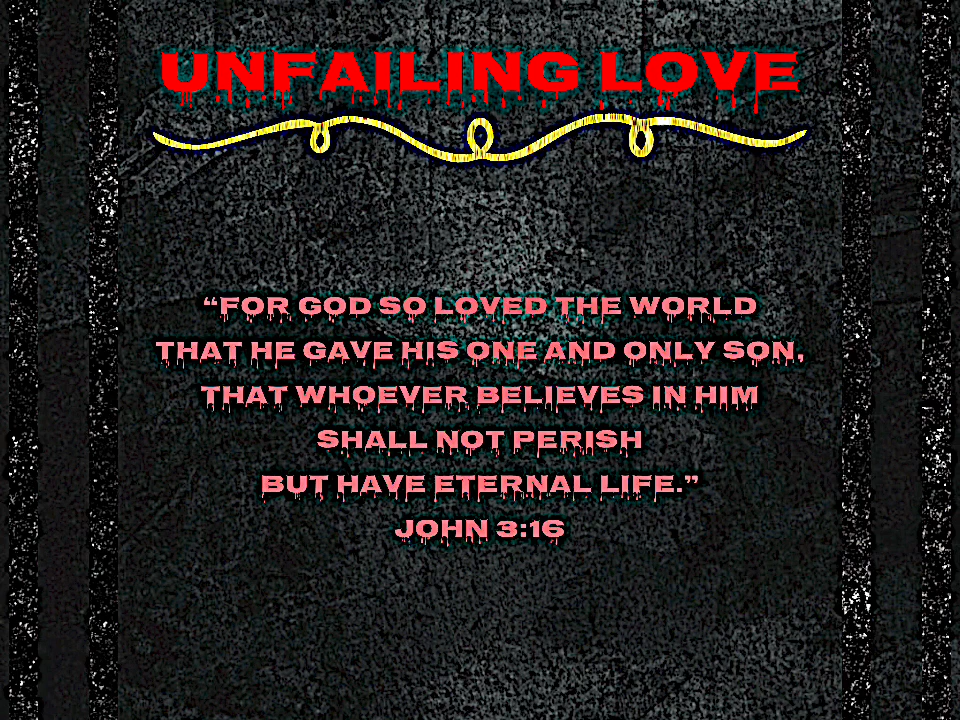 UNFAILING LOVE
“FOR GOD SO LOVED THE WORLD
THAT HE GAVE HIS ONE AND ONLY SON,
THAT WHOEVER BELIEVES IN HIM
SHALL NOT PERISH
BUT HAVE ETERNAL LIFE.”
JOHN 3:16